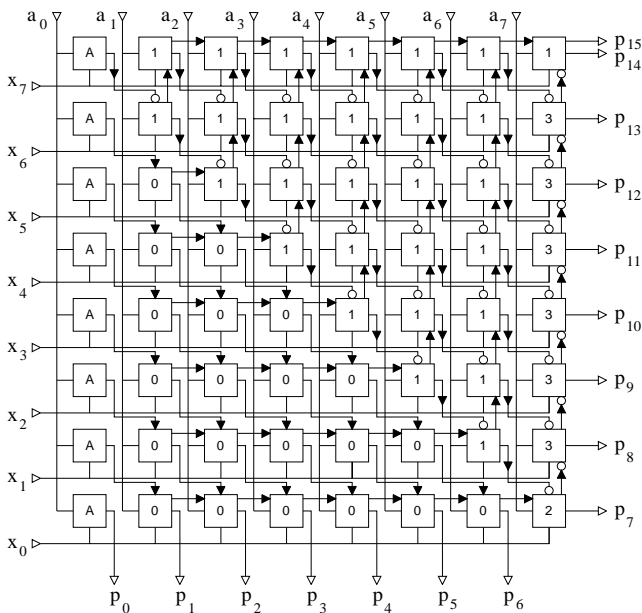 a0 a1 a2 a3 a4 a5 a6 a7
A 1 1 1 1 1 1 1 p15
p14
x7
A 1 1 1 1 1 1 3 p13
x6
A 0 1 1 1 1 1 3 p12
x5
A 0 0 1 1 1 1 3 p11
x4
A 0 0 0 1 1 1 3 p10
x3
A 0 0 0 0 1 1 3 p9
x2
A 0 0 0 0 0 1 3 p8
x1
A 0 0 0 0 0 0 2 p7
x0
p0 p1 p2 p3 p4 p5 p6